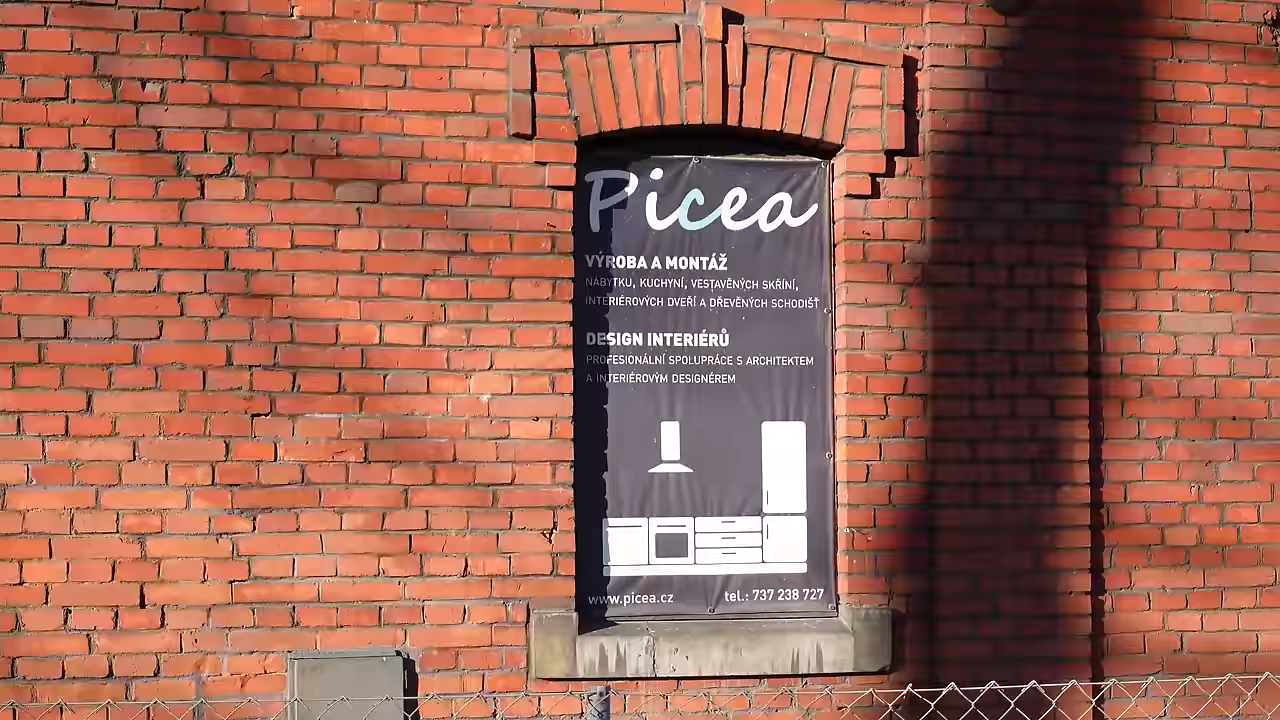 Picea
VÝROBA A MONTÁŽ
NÁBYTKU, KUCHYNÍ, VESTAVĚNÝCH SKŘÍNÍ,
INTERIÉROVÝCH DVEŘÍ A DŘEVĚNÝCH SCHODIŠŤ
DESIGN INTERIÉRŮ
PROFESIONÁLNÍ SPOLUPRÁCE S ARCHITEKTEM
A INTERIÉROVÝM DESIGNÉREM
www.picea.cz tel.: 737 238 727